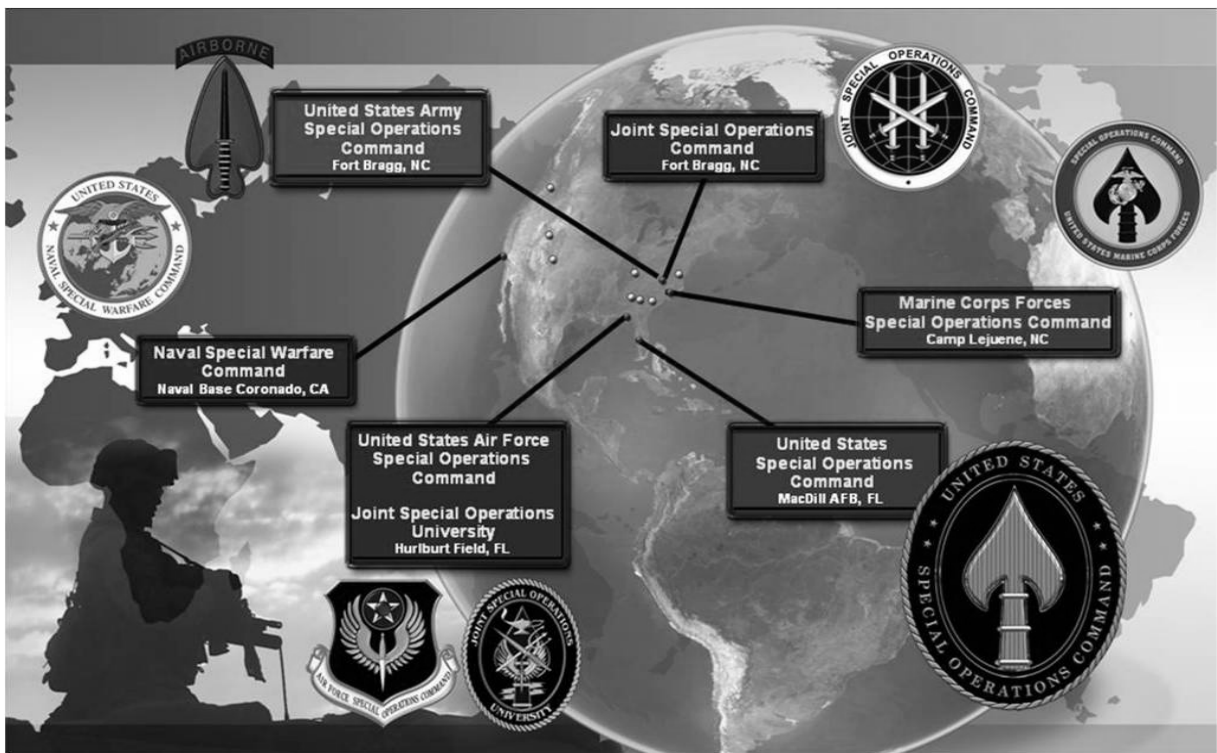 AIRBORNE
United States Army
Special Operations
Command
Fort Bragg, NC
Joint Special Operations
Command
Fort Bragg, NC
JOINT SPECIAL OPERATIONS COMMAND
SPECIAL OPERATIONS COMMAND
UNITED STATES MARINE CORPS FORCES
UNITED STATES
NAVAL SPECIAL WARFARE COMMAND
Marine Corps Forces
Special Operations Command
Camp Lejuene, NC
Naval Special Warfare
Command
Naval Base Coronado, CA
United States Air Force
Special Operations
Command
Joint Special Operations
University
Hurlburt Field, FL
United States
Special Operations
Command
MacDill AFB, FL
AIR FORCE SPECIAL OPERATIONS COMMAND
JOINT SPECIAL OPERATIONS
UNIVERSITY
UNITED STATES
SPECIAL OPERATIONS COMMAND